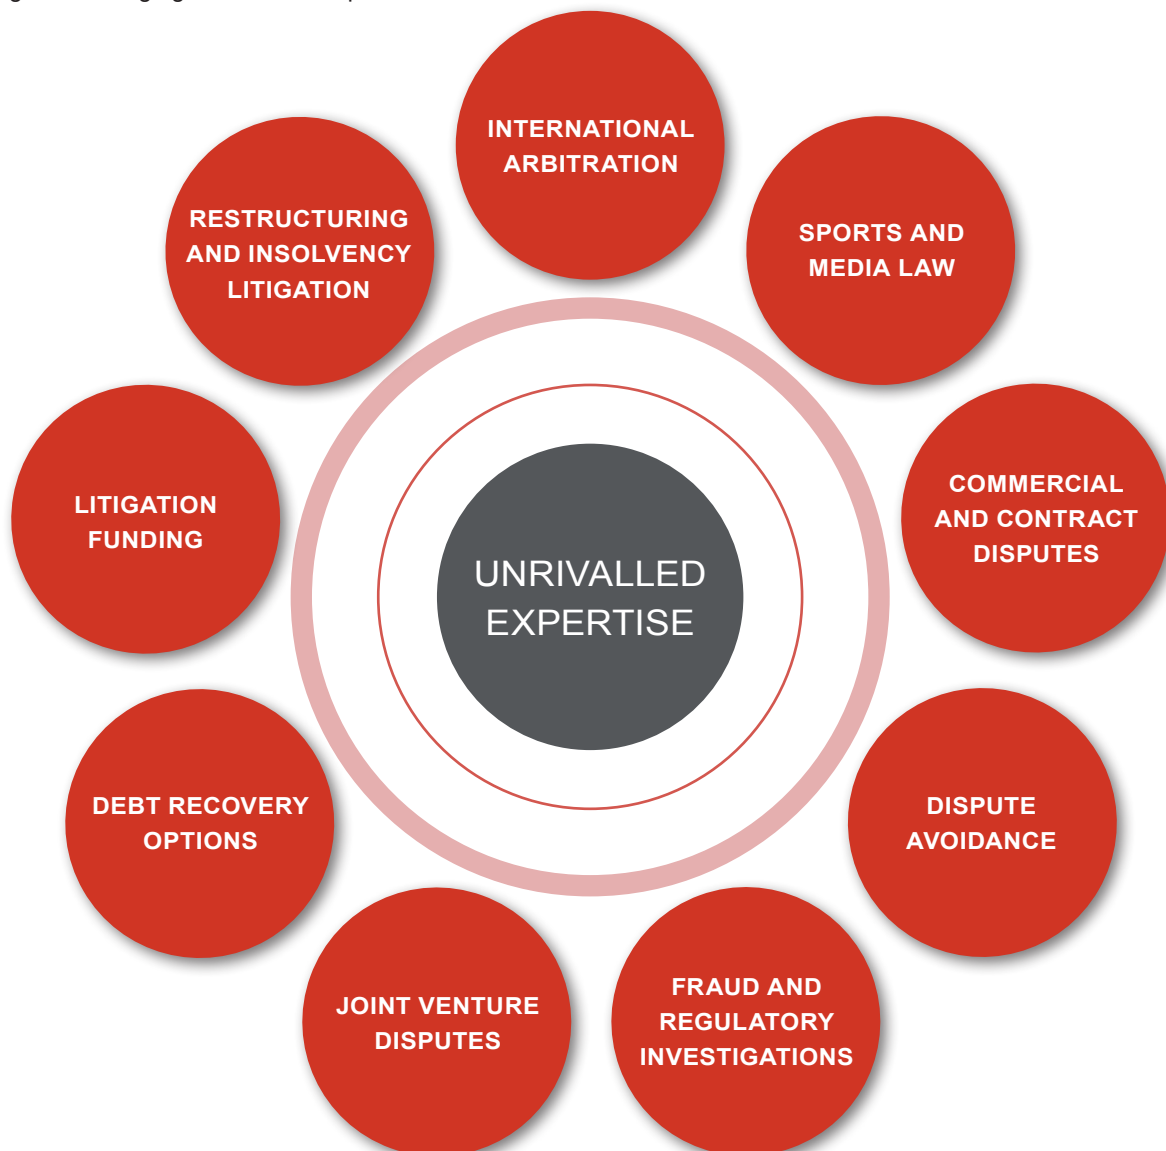 INTERNATIONAL
ARBITRATION
SPORTS AND
MEDIA LAW
COMMERCIAL
AND CONTRACT
DISPUTES
DISPUTE
AVOIDANCE
FRAUD AND
REGULATORY
INVESTIGATIONS
JOINT VENTURE
DISPUTES
DEBT RECOVERY
OPTIONS
LITIGATION
FUNDING
RESTRUCTURING
AND INSOLVENCY
LITIGATION
UNRIVALLED
EXPERTISE